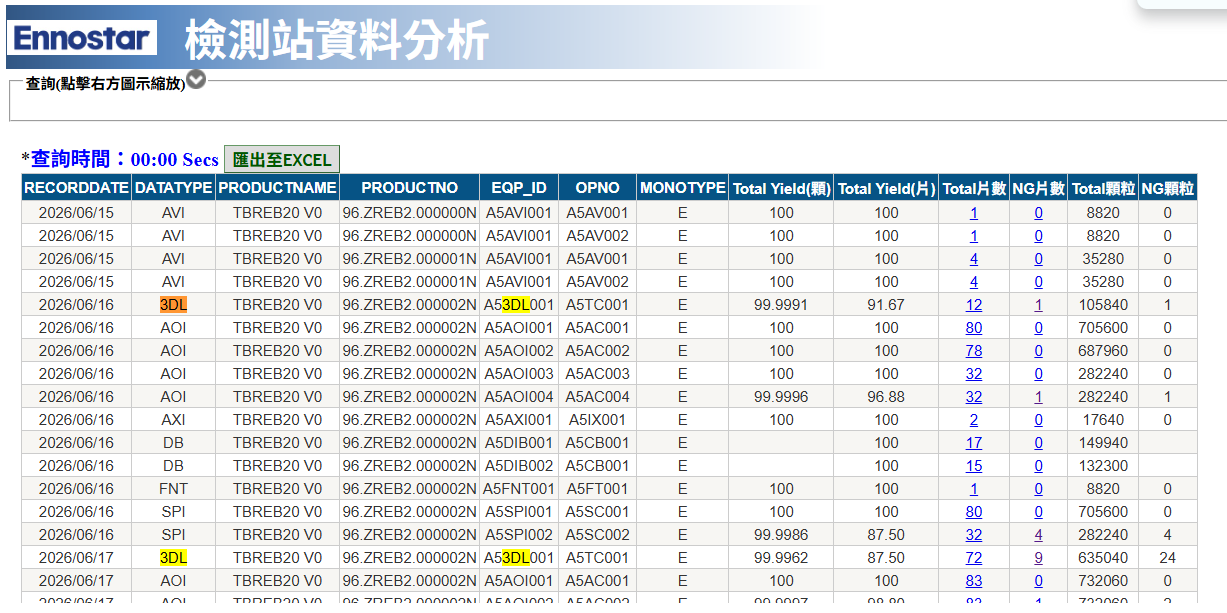 Ennostar 檢測站資料分析
查詢(點擊右方圖示縮放)
*查詢時間：00:00 Secs 匯出至EXCEL
RECORDDATE DATATYPE PRODUCTNAME PRODUCTNO EQP_ID OPNO MONOTYPE Total Yield(顆) Total Yield(片) Total片數 NG片數 Total顆粒 NG顆粒
2026/06/15 AVI TBREB20 V0 96.ZREB2.000000N A5AVI001 A5AV001 E 100 100 1 0 8820 0
2026/06/15 AVI TBREB20 V0 96.ZREB2.000000N A5AVI001 A5AV002 E 100 100 1 0 8820 0
2026/06/15 AVI TBREB20 V0 96.ZREB2.000001N A5AVI001 A5AV001 E 100 100 4 0 35280 0
2026/06/15 AVI TBREB20 V0 96.ZREB2.000001N A5AVI001 A5AV002 E 100 100 4 0 35280 0
2026/06/16 3DL TBREB20 V0 96.ZREB2.000002N A53DL001 A5TC001 E 99.9991 91.67 12 1 105840 1
2026/06/16 AOI TBREB20 V0 96.ZREB2.000002N A5AOI001 A5AC001 E 100 100 80 0 705600 0
2026/06/16 AOI TBREB20 V0 96.ZREB2.000002N A5AOI002 A5AC002 E 100 100 78 0 687960 0
2026/06/16 AOI TBREB20 V0 96.ZREB2.000002N A5AOI003 A5AC003 E 100 100 32 0 282240 0
2026/06/16 AOI TBREB20 V0 96.ZREB2.000002N A5AOI004 A5AC004 E 99.9996 96.88 32 1 282240 1
2026/06/16 AXI TBREB20 V0 96.ZREB2.000002N A5AXI001 A5IX001 E 100 100 2 0 17640 0
2026/06/16 DB TBREB20 V0 96.ZREB2.000002N A5DIB001 A5CB001 E 100 17 0 149940
2026/06/16 DB TBREB20 V0 96.ZREB2.000002N A5DIB002 A5CB001 E 100 15 0 132300
2026/06/16 FNT TBREB20 V0 96.ZREB2.000002N A5FNT001 A5FT001 E 100 100 1 0 8820 0
2026/06/16 SPI TBREB20 V0 96.ZREB2.000002N A5SPI001 A5SC001 E 100 100 80 0 705600 0
2026/06/16 SPI TBREB20 V0 96.ZREB2.000002N A5SPI002 A5SC002 E 99.9986 87.50 32 4 282240 4
2026/06/17 3DL TBREB20 V0 96.ZREB2.000002N A53DL001 A5TC001 E 99.9962 87.50 72 9 635040 24
2026/06/17 AOI TBREB20 V0 96.ZREB2.000002N A5AOI001 A5AC001 E 100 100 83 0 732060 0